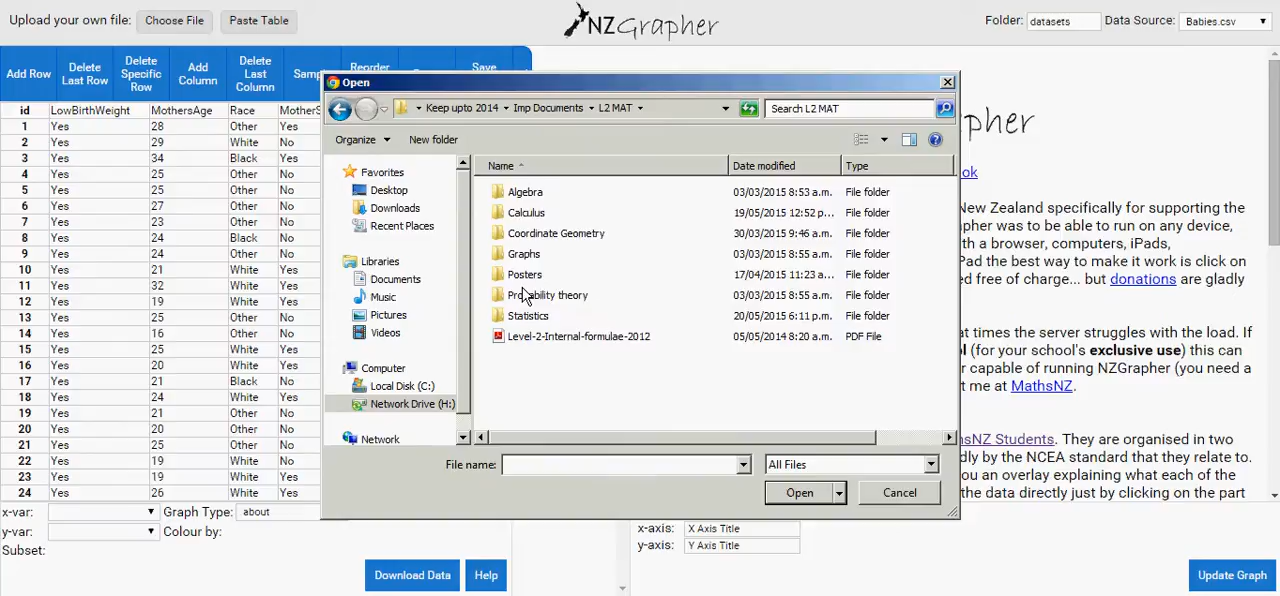 Upload your own file: Choose File Paste Table
NZGrapher
Folder: datasets Data Source: Babies.csv
Add Row
Delete Last Row
Delete Specific Row
Add Column
Delete Last Column
Samp
Reorder
Save
id LowBirthWeight MothersAge Race MotherS
1 Yes 28 Other Yes
2 Yes 29 White No
3 Yes 34 Black Yes
4 Yes 25 Other No
5 Yes 25 Other No
6 Yes 27 Other No
7 Yes 23 Other No
8 Yes 24 Black No
9 Yes 24 Other No
10 Yes 21 White Yes
11 Yes 32 White Yes
12 Yes 19 White Yes
13 Yes 25 Other No
14 Yes 16 Other No
15 Yes 25 White Yes
16 Yes 20 White Yes
17 Yes 21 Black No
18 Yes 24 White Yes
19 Yes 21 Other No
20 Yes 20 Other No
21 Yes 25 Other No
22 Yes 19 White No
23 Yes 19 White Yes
24 Yes 26 White No
Open
Keep upto 2014 Imp Documents L2 MAT
Search L2 MAT
Organize New folder
Favorites
Desktop
Downloads
Recent Places
Libraries
Documents
Music
Pictures
Videos
Computer
Local Disk (C:)
Network Drive (H:)
Network
Name Date modified Type
Algebra 03/03/2015 8:53 a.m. File folder
Calculus 19/05/2015 12:52 p... File folder
Coordinate Geometry 30/03/2015 9:46 a.m. File folder
Graphs 03/03/2015 8:55 a.m. File folder
Posters 17/04/2015 11:23 a... File folder
Probability theory 03/03/2015 8:55 a.m. File folder
Statistics 20/05/2015 6:11 p.m. File folder
Level-2-Internal-formulae-2012 05/05/2014 8:20 a.m. PDF File
File name: All Files
Open Cancel
pher
ok
New Zealand specifically for supporting the
apher was to be able to run on any device,
h a browser, computers, iPads,
Pad the best way to make it work is click on
ed free of charge... but donations are gladly
at times the server struggles with the load. If
ol (for your school's exclusive use) this can
r capable of running NZGrapher (you need a
t me at MathsNZ.
hsNZ Students. They are organised in two
dly by the NCEA standard that they relate to.
you an overlay explaining what each of the
the data directly just by clicking on the part
x-var: Graph Type: about
y-var: Colour by:
Subset:
Download Data Help
x-axis: X Axis Title
y-axis: Y Axis Title
Update Graph